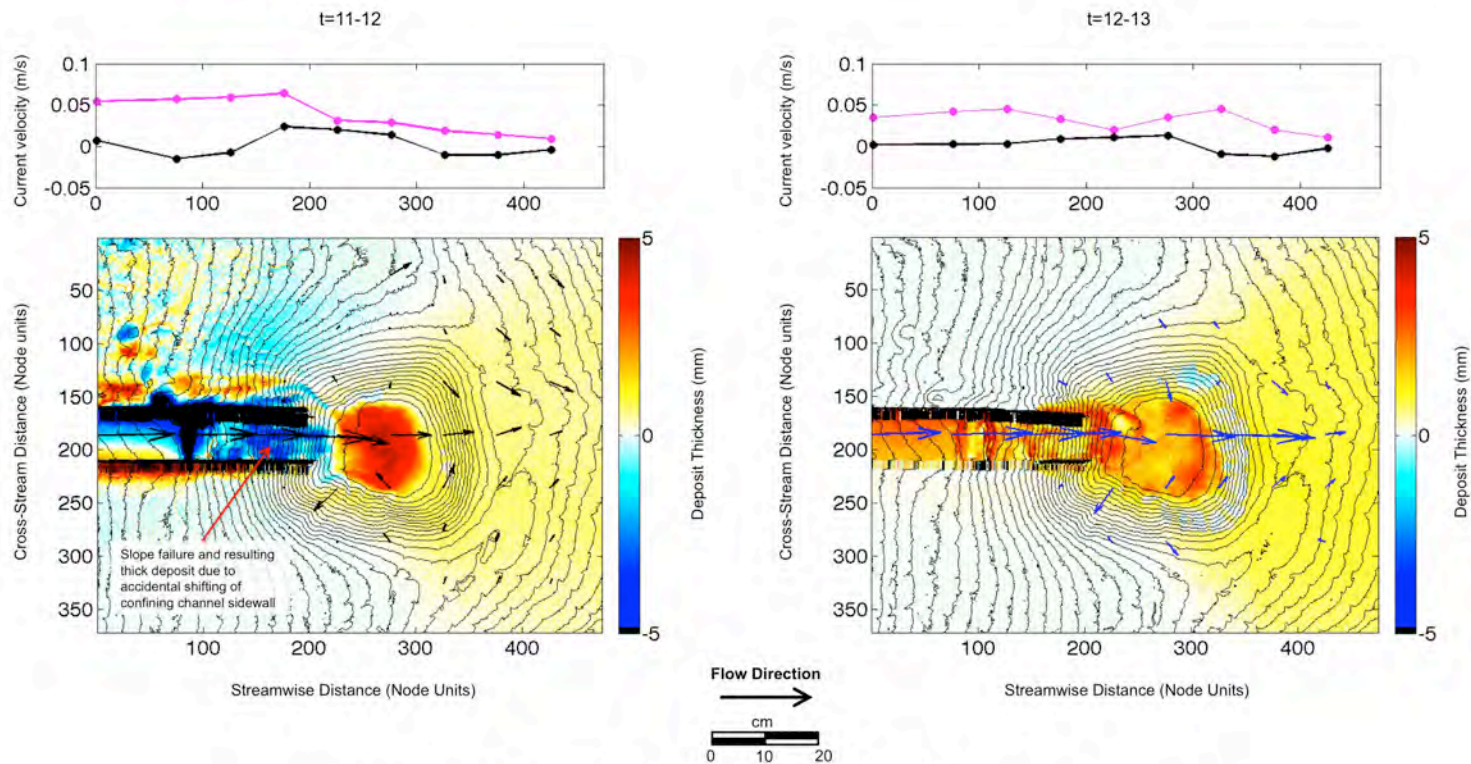 t=11-12
t=12-13
Current velocity (m/s)
0.1
0.05
0
-0.05
0 100 200 300 400
Current velocity (m/s)
0.1
0.05
0
-0.05
0 100 200 300 400
Cross-Stream Distance (Node units)
50
100
150
200
250
300
350
Slope failure and resulting
thick deposit due to
accidental shifting of
confining channel sidewall
100 200 300 400
Streamwise Distance (Node Units)
5
0
-5
Deposit Thickness (mm)
Cross-Stream Distance (Node units)
50
100
150
200
250
300
350
100 200 300 400
Streamwise Distance (Node Units)
5
0
-5
Deposit Thickness (mm)
Flow Direction
cm
0 10 20